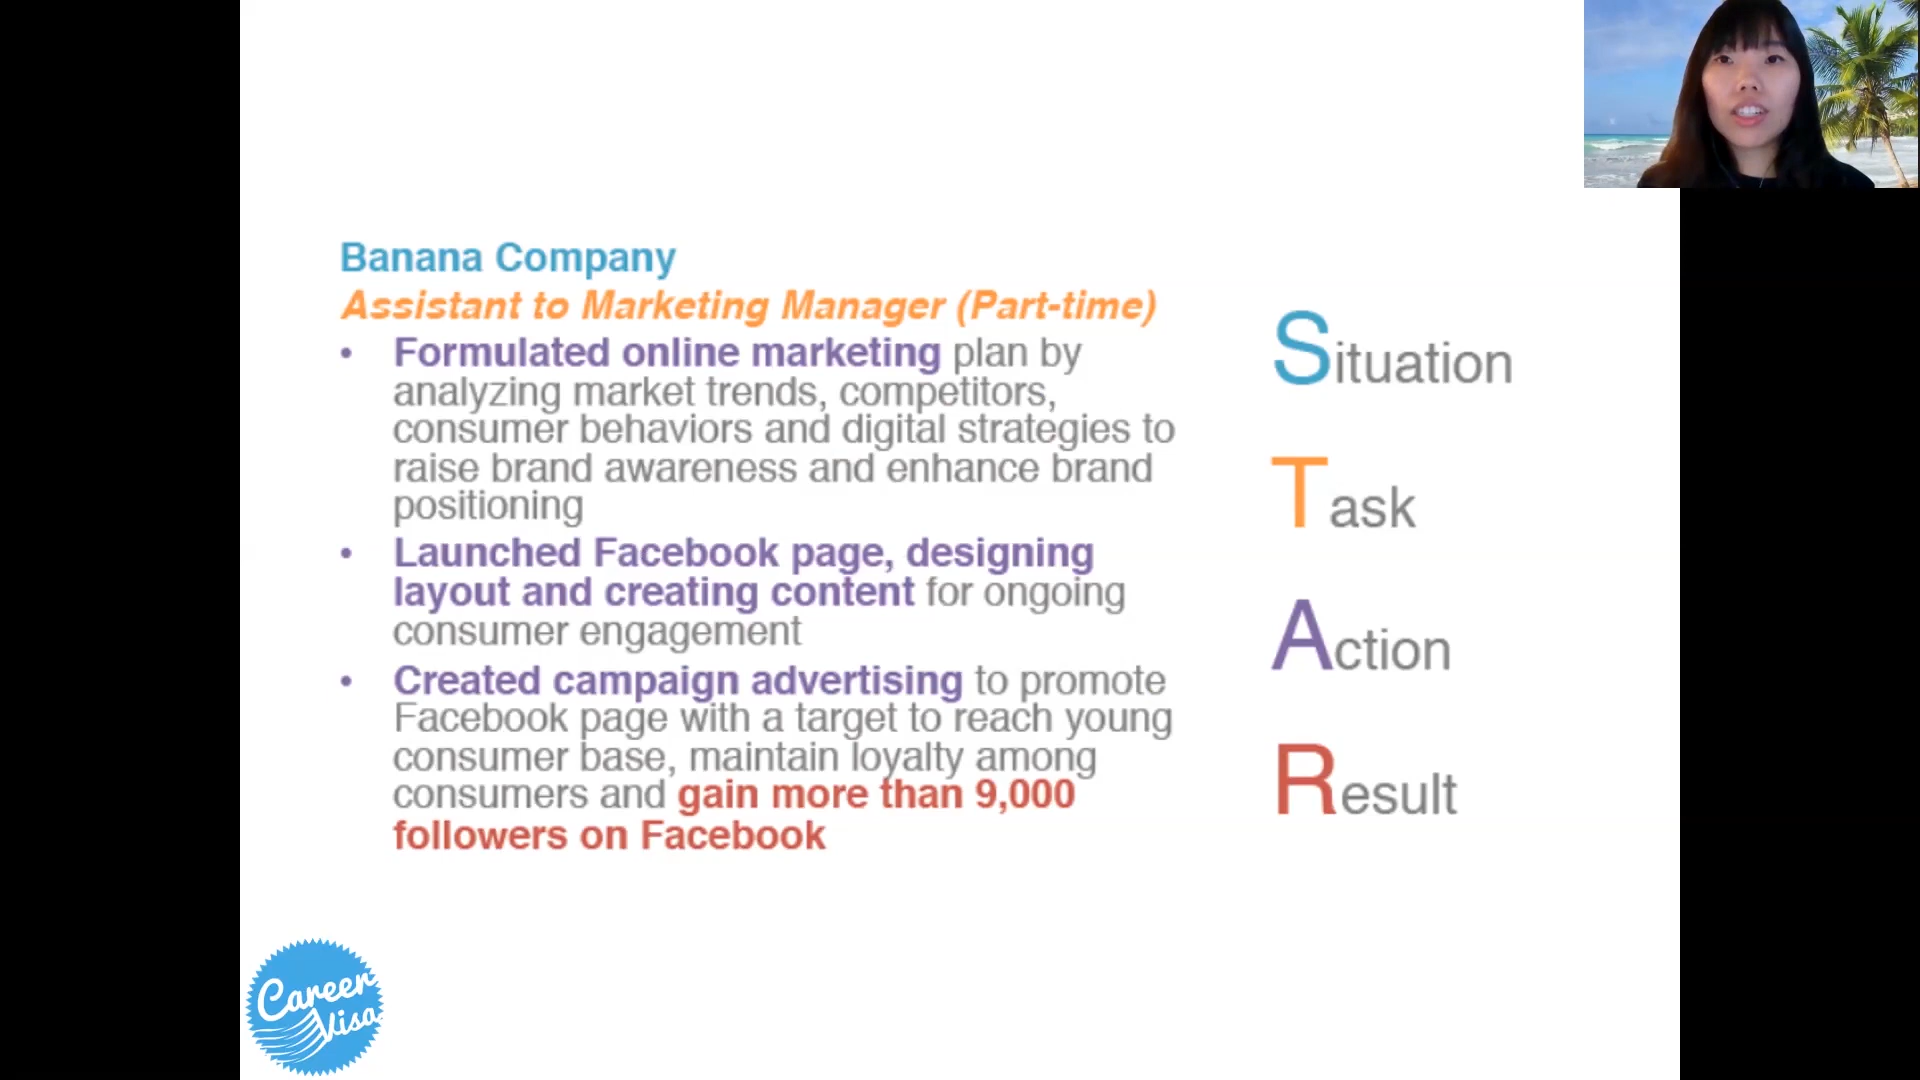 Banana Company
Assistant to Marketing Manager (Part-time)
• Formulated online marketing plan by
analyzing market trends, competitors,
consumer behaviors and digital strategies to
raise brand awareness and enhance brand
positioning
• Launched Facebook page, designing
layout and creating content for ongoing
consumer engagement
• Created campaign advertising to promote
Facebook page with a target to reach young
consumer base, maintain loyalty among
consumers and gain more than 9,000
followers on Facebook
Situation
Task
Action
Result
Career
Visa